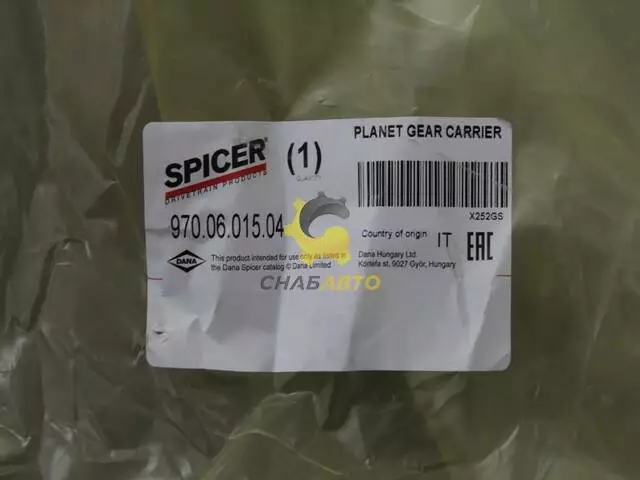 SPICER®
DRIVETRAIN PRODUCTS
(1)
PLANET GEAR CARRIER
X252GS
970.06.015.04
Country of origin IT EAC
DANA
This product intended for use only as listed in
the Dana Spicer catalog © Dana Limited
Dana Hungary Ltd.
Körtefa st, 9027 Győr, Hungary
СНАБАВТО